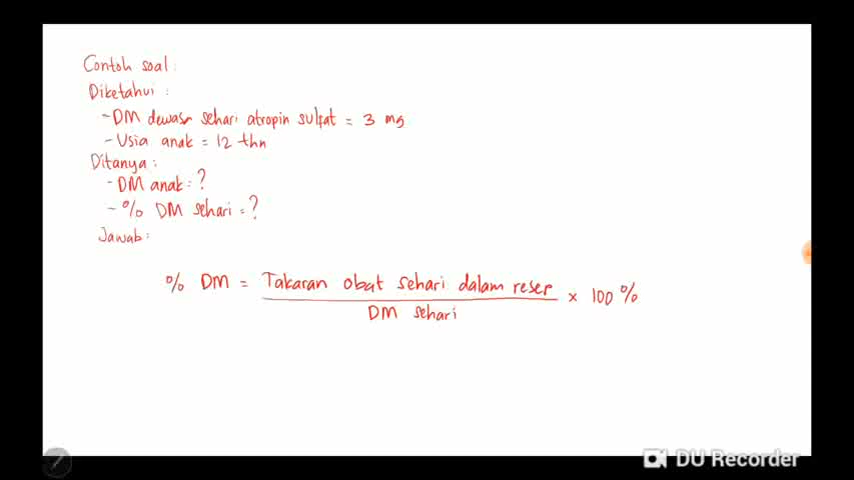 Contoh soal:
Diketahui:
- DM dewasa sehari atropin sulfat = 3 mg
- Usia anak = 12 thn
Ditanya:
- DM anak = ?
- % DM sehari = ?
Jawab:
% DM = Takaran obat sehari dalam resep × 100 %
DM sehari
DU Recorder